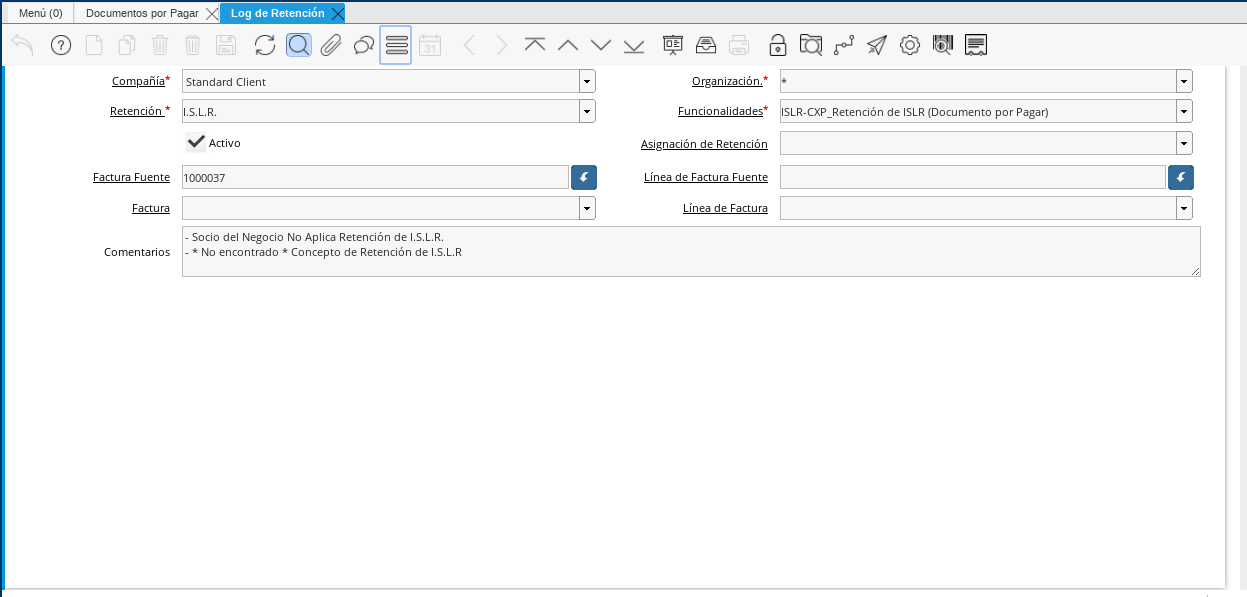 Menú (0) Documentos por Pagar Log de Retención
31
Compañía* Standard Client Organización.* *
Retención.* I.S.L.R. Funcionalidades* ISLR-CXP_Retención de ISLR (Documento por Pagar)
Activo Asignación de Retención
Factura Fuente 1000037 Línea de Factura Fuente
Factura Línea de Factura
Comentarios - Socio del Negocio No Aplica Retención de I.S.L.R.
- * No encontrado * Concepto de Retención de I.S.L.R